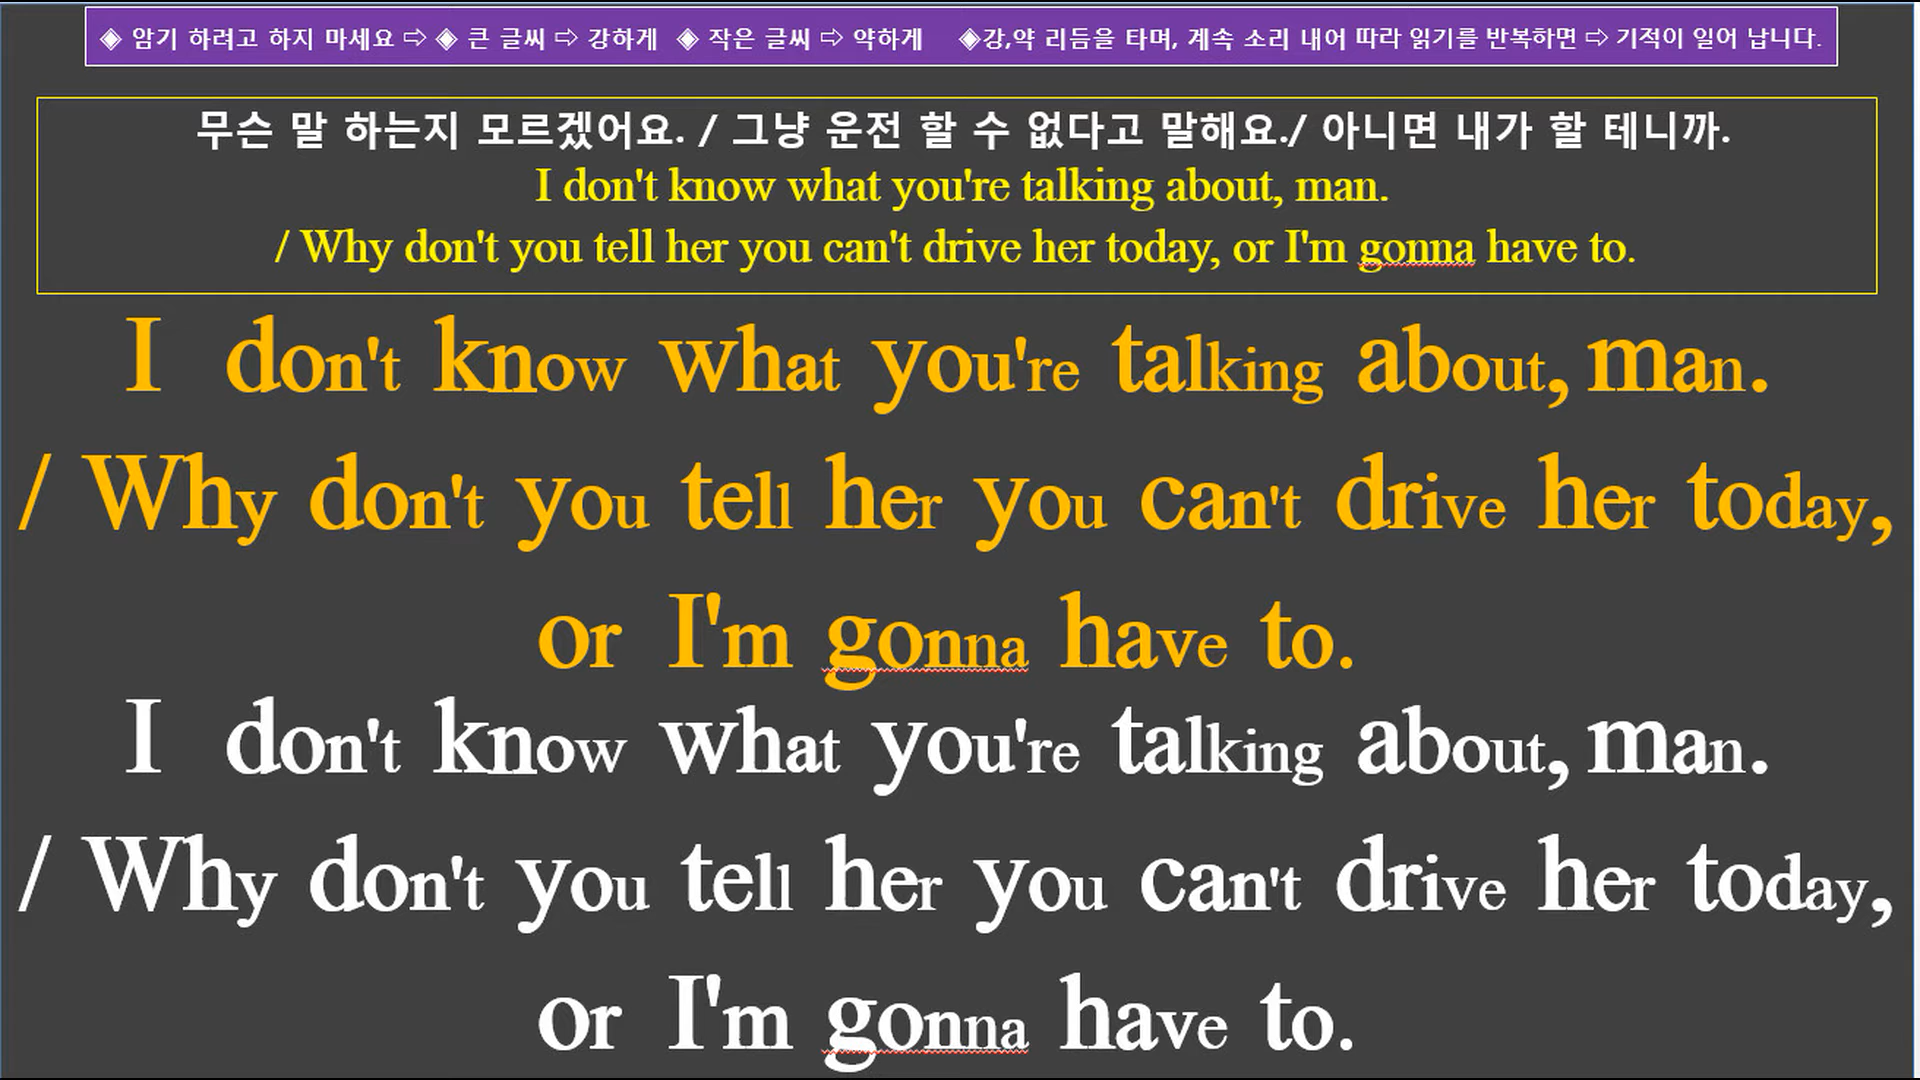 ◈ 암기 하려고 하지 마세요 ⇨ ◈ 큰 글씨 ⇨ 강하게 ◈ 작은 글씨 ⇨ 약하게 ◈강,약 리듬을 타며, 계속 소리 내어 따라 읽기를 반복하면 ⇨ 기적이 일어 납니다.
무슨 말 하는지 모르겠어요. / 그냥 운전 할 수 없다고 말해요./ 아니면 내가 할 테니까.
I don't know what you're talking about, man.
/ Why don't you tell her you can't drive her today, or I'm gonna have to.
I don't know what you're talking about, man.
/ Why don't you tell her you can't drive her today,
or I'm gonna have to.
I don't know what you're talking about, man.
/ Why don't you tell her you can't drive her today,
or I'm gonna have to.